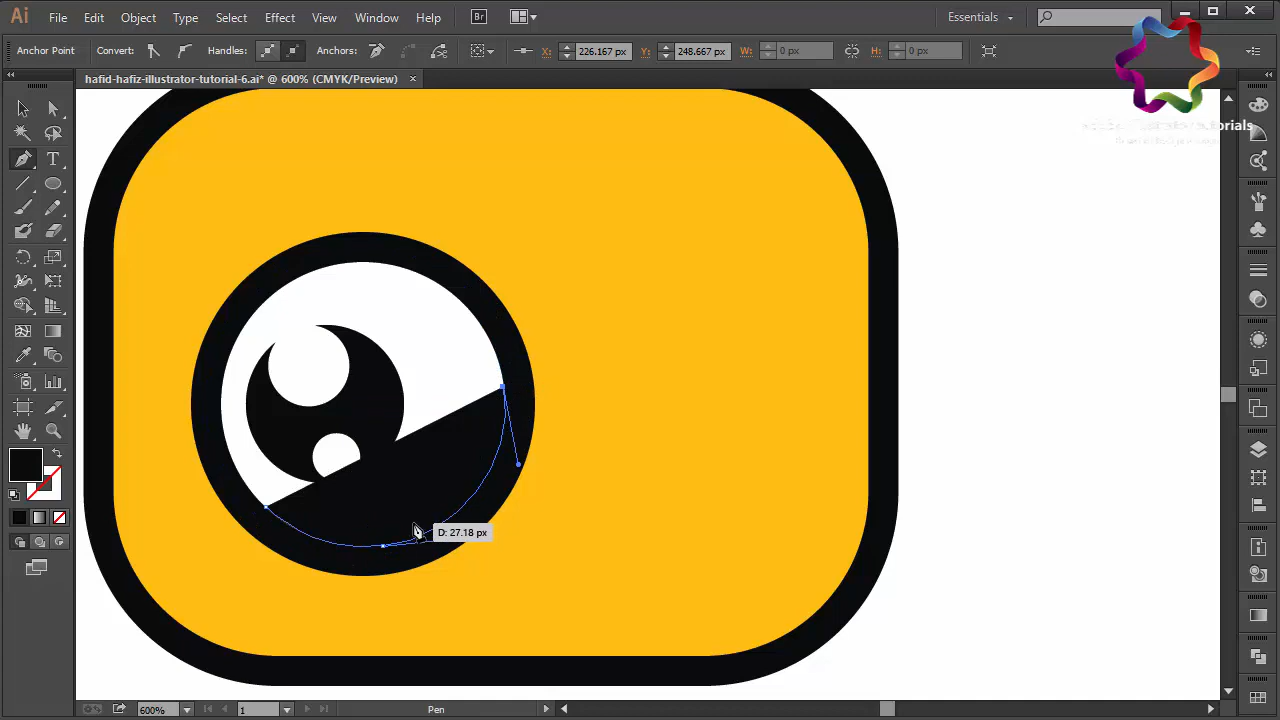 Ai File Edit Object Type Select Effect View Window Help Br Essentials
Anchor Point Convert: Handles: Anchors: X: 226.167 px Y: 248.667 px W: 0 px H: 0 px
hafid-hafiz-illustrator-tutorial-6.ai* @ 600% (CMYK/Preview)
D: 27.18 px
600% 1 Pen